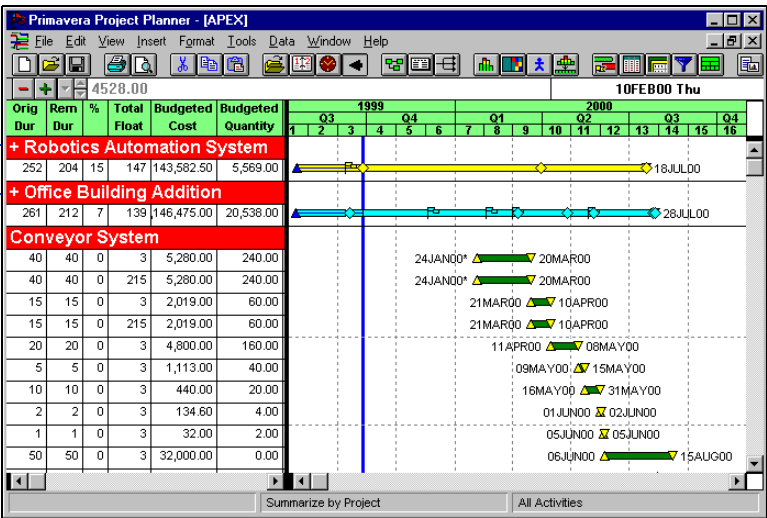 Primavera Project Planner - [APEX]
File Edit View Insert Format Tools Data Window Help
4528.00 10FEB00 Thu
Orig Dur Rem Dur % Total Float Budgeted Cost Budgeted Quantity
1999 2000
Q3 Q4 Q1 Q2 Q3 Q4
1 2 3 4 5 6 7 8 9 10 11 12 13 14 15 16
+ Robotics Automation System
252 204 15 147 143,582.50 5,569.00 18JUL00
+ Office Building Addition
261 212 7 139 146,475.00 20,538.00 28JUL00
Conveyor System
40 40 0 3 5,280.00 240.00 24JAN00* 20MAR00
40 40 0 215 5,280.00 240.00 24JAN00* 20MAR00
15 15 0 3 2,019.00 60.00 21MAR00 10APR00
15 15 0 215 2,019.00 60.00 21MAR00 10APR00
20 20 0 3 4,800.00 160.00 11APR00 08MAY00
5 5 0 3 1,113.00 40.00 09MAY00 15MAY00
10 10 0 3 440.00 20.00 16MAY00 31MAY00
2 2 0 3 134.60 4.00 01JUN00 02JUN00
1 1 0 3 32.00 2.00 05JUN00 05JUN00
50 50 0 3 32,000.00 0.00 06JUN00 15AUG00
Summarize by Project All Activities